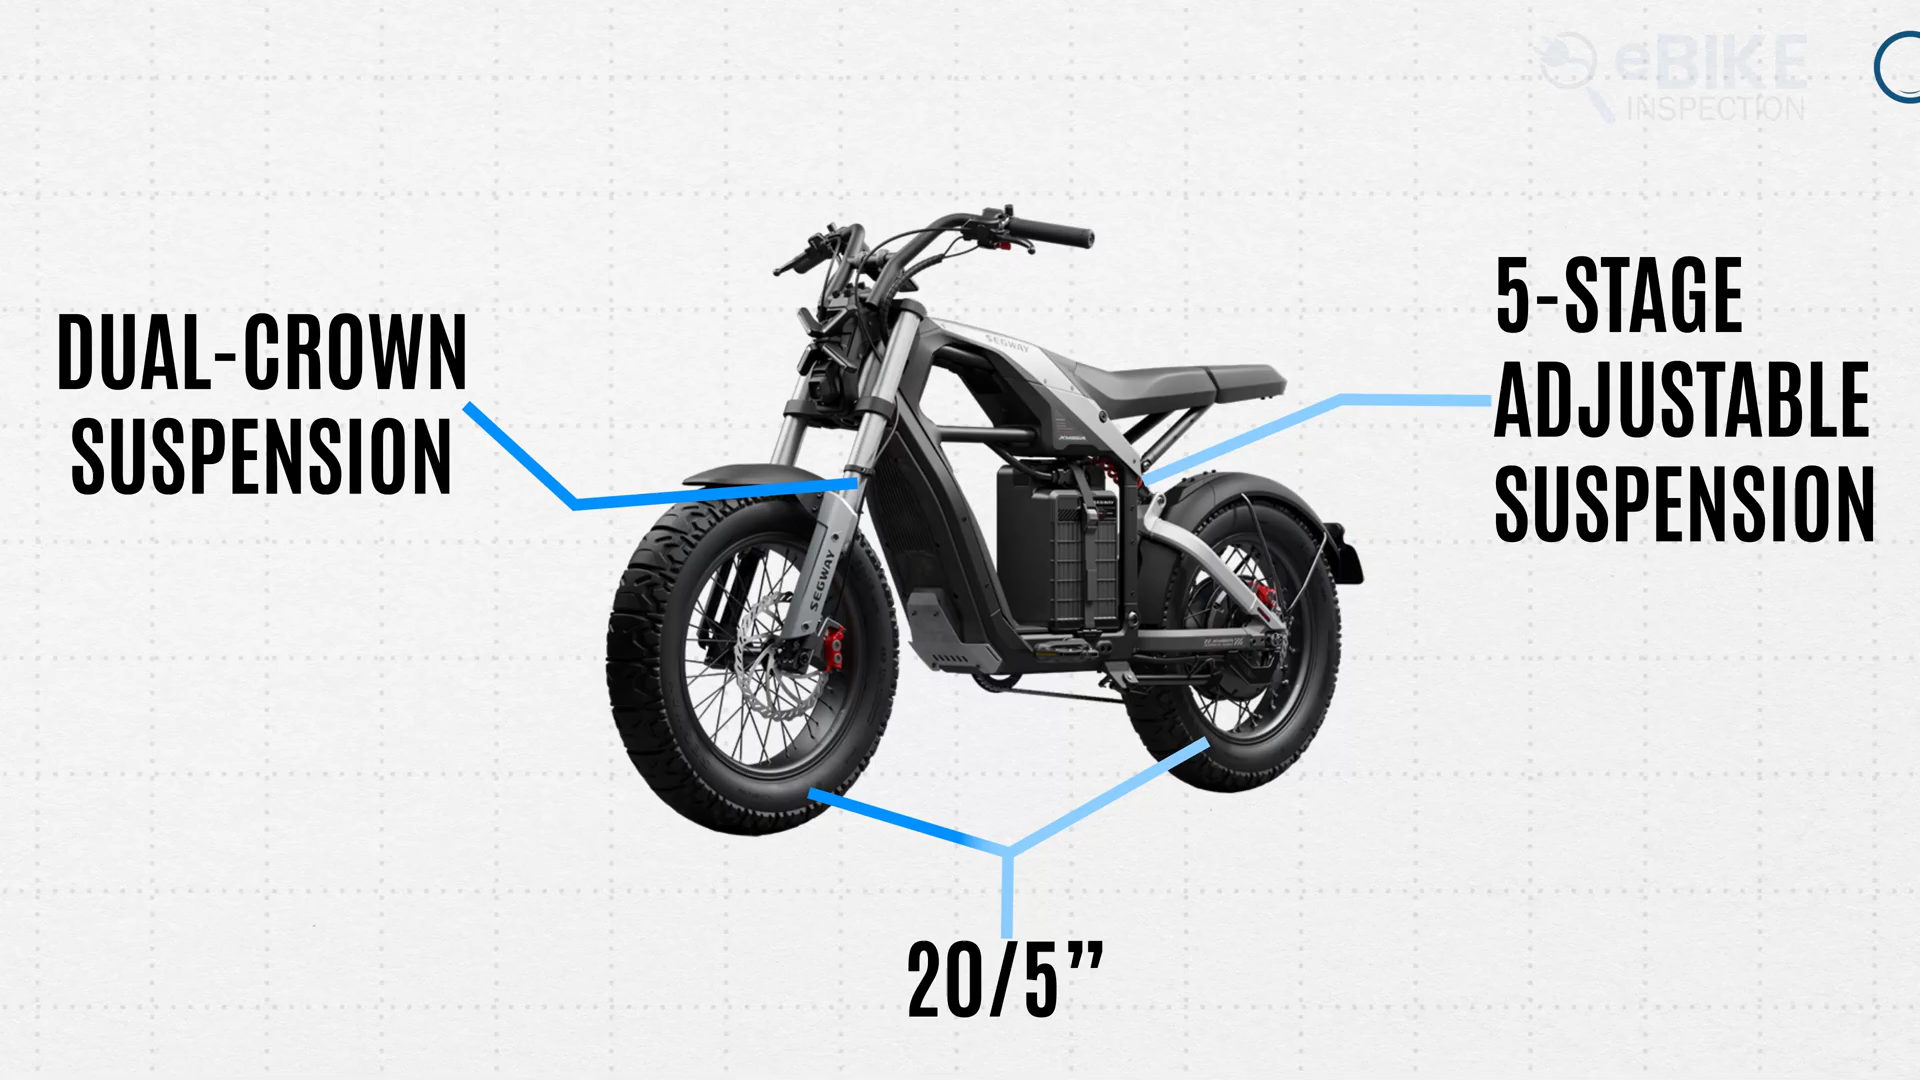 eBIKE
INSPECTION
DUAL-CROWN
SUSPENSION
5-STAGE
ADJUSTABLE
SUSPENSION
SEGWAY
SEGWAY
20/5”